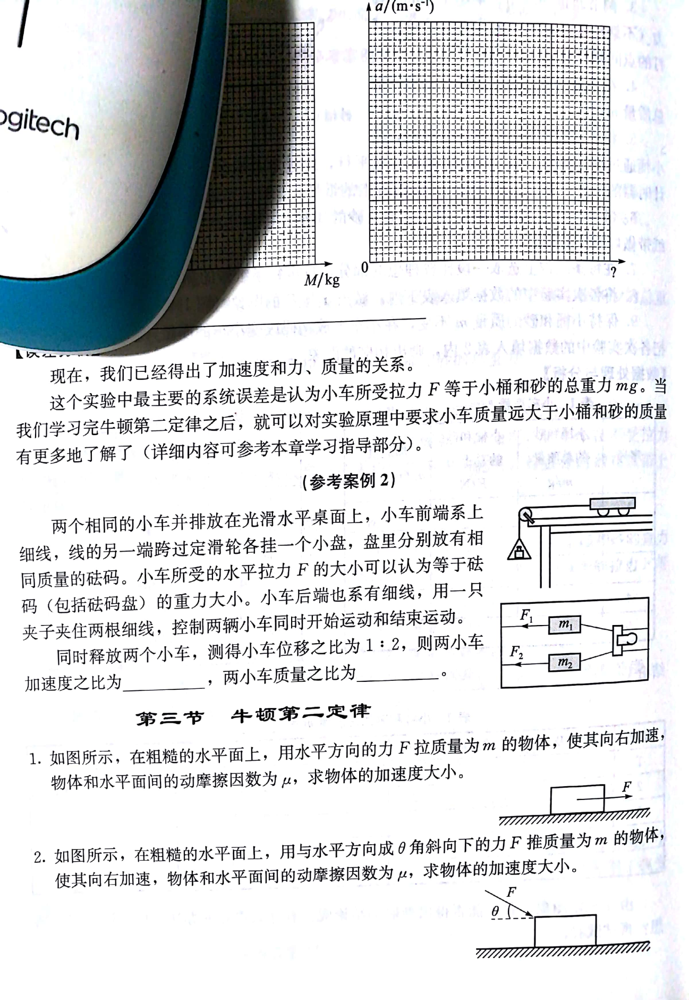 ogitech
a/(m·s⁻¹)
M/kg
0
?
现在，我们已经得出了加速度和力、质量的关系。
这个实验中最主要的系统误差是认为小车所受拉力 F 等于小桶和砂的总重力 mg。当
我们学习完牛顿第二定律之后，就可以对实验原理中要求小车质量远大于小桶和砂的质量
有更多地了解了（详细内容可参考本章学习指导部分）。
(参考案例 2)
两个相同的小车并排放在光滑水平桌面上，小车前端系上
细线，线的另一端跨过定滑轮各挂一个小盘，盘里分别放有相
同质量的砝码。小车所受的水平拉力 F 的大小可以认为等于砝
码（包括砝码盘）的重力大小。小车后端也系有细线，用一只
夹子夹住两根细线，控制两辆小车同时开始运动和结束运动。
同时释放两个小车，测得小车位移之比为 1：2，则两小车
加速度之比为__________，两小车质量之比为__________。
F₁
m₁
F₂
m₂
第三节 牛顿第二定律
1. 如图所示，在粗糙的水平面上，用水平方向的力 F 拉质量为 m 的物体，使其向右加速，
物体和水平面间的动摩擦因数为 μ，求物体的加速度大小。
F
2. 如图所示，在粗糙的水平面上，用与水平方向成 θ 角斜向下的力 F 推质量为 m 的物体，
使其向右加速，物体和水平面间的动摩擦因数为 μ，求物体的加速度大小。
F
θ